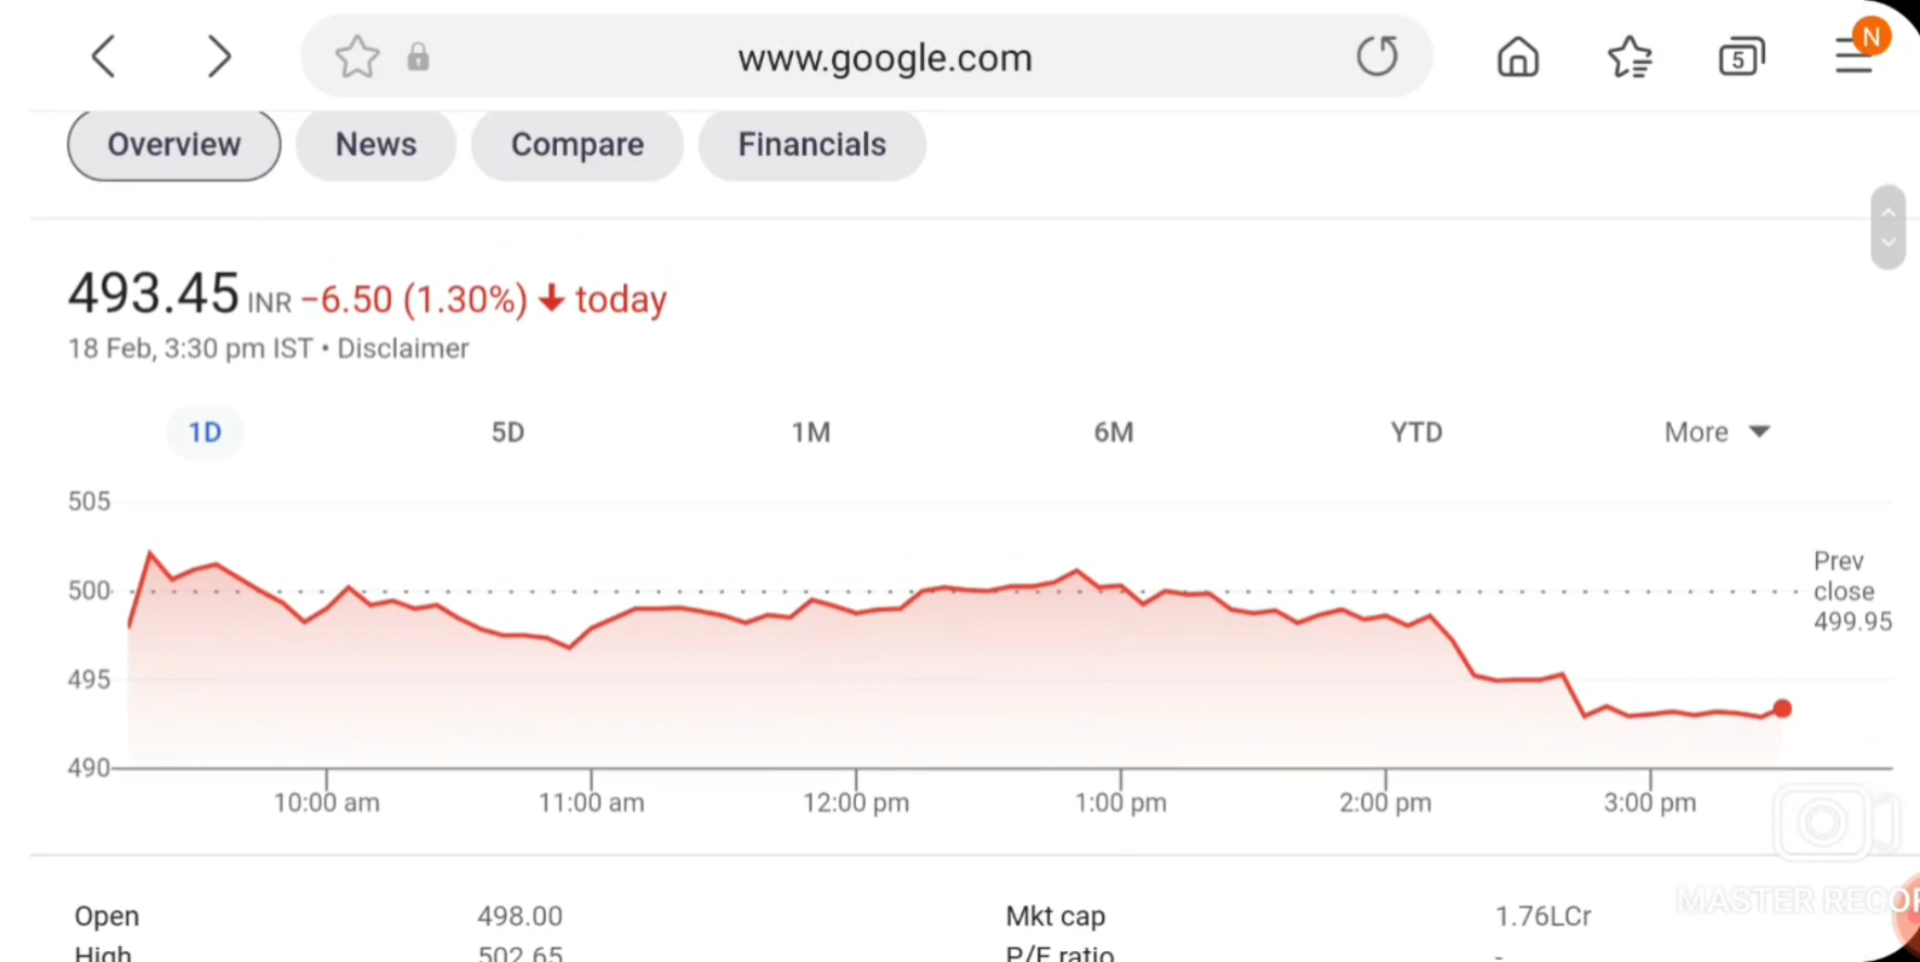 www.google.com
5
N
Overview News Compare Financials
493.45 INR −6.50 (1.30%) today
18 Feb, 3:30 pm IST • Disclaimer
1D 5D 1M 6M YTD More
505
500
495
490
Prev
close
499.95
10:00 am 11:00 am 12:00 pm 1:00 pm 2:00 pm 3:00 pm
Open 498.00 Mkt cap 1.76LCr
MASTER RECOR
High 502.65 P/E ratio -